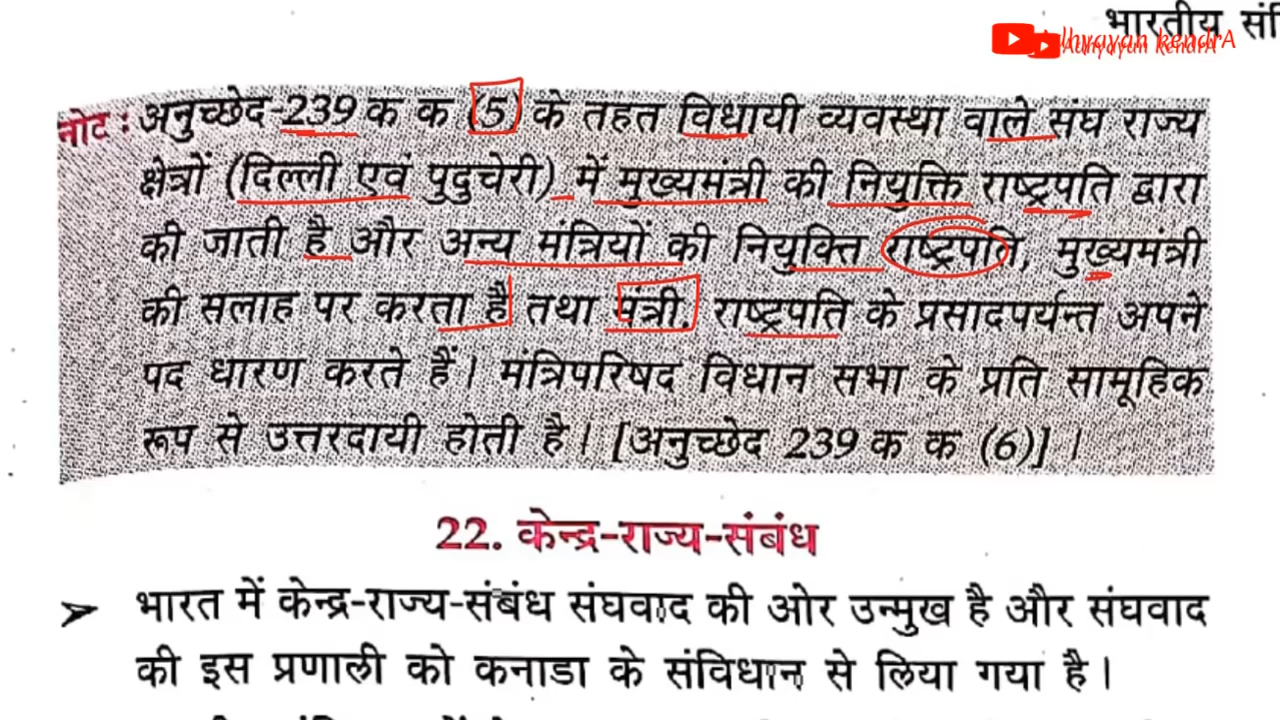 भारतीय सं
Adhyayan kendrA
Adhyayan kendrA
नोट : अनुच्छेद-239 क क (5) के तहत विधायी व्यवस्था वाले संघ राज्य
क्षेत्रों (दिल्ली एवं पुदुचेरी) में मुख्यमंत्री की नियुक्ति राष्ट्रपति द्वारा
की जाती है और अन्य मंत्रियों की नियुक्ति राष्ट्रपति, मुख्यमंत्री
की सलाह पर करता है तथा मंत्री, राष्ट्रपति के प्रसादपर्यन्त अपने
पद धारण करते हैं। मंत्रिपरिषद विधान सभा के प्रति सामूहिक
रूप से उत्तरदायी होती है। [अनुच्छेद 239 क क (6)]।
22. केन्द्र-राज्य-संबंध
➢ भारत में केन्द्र-राज्य-संबंध संघवाद की ओर उन्मुख है और संघवाद
की इस प्रणाली को कनाडा के संविधान से लिया गया है।